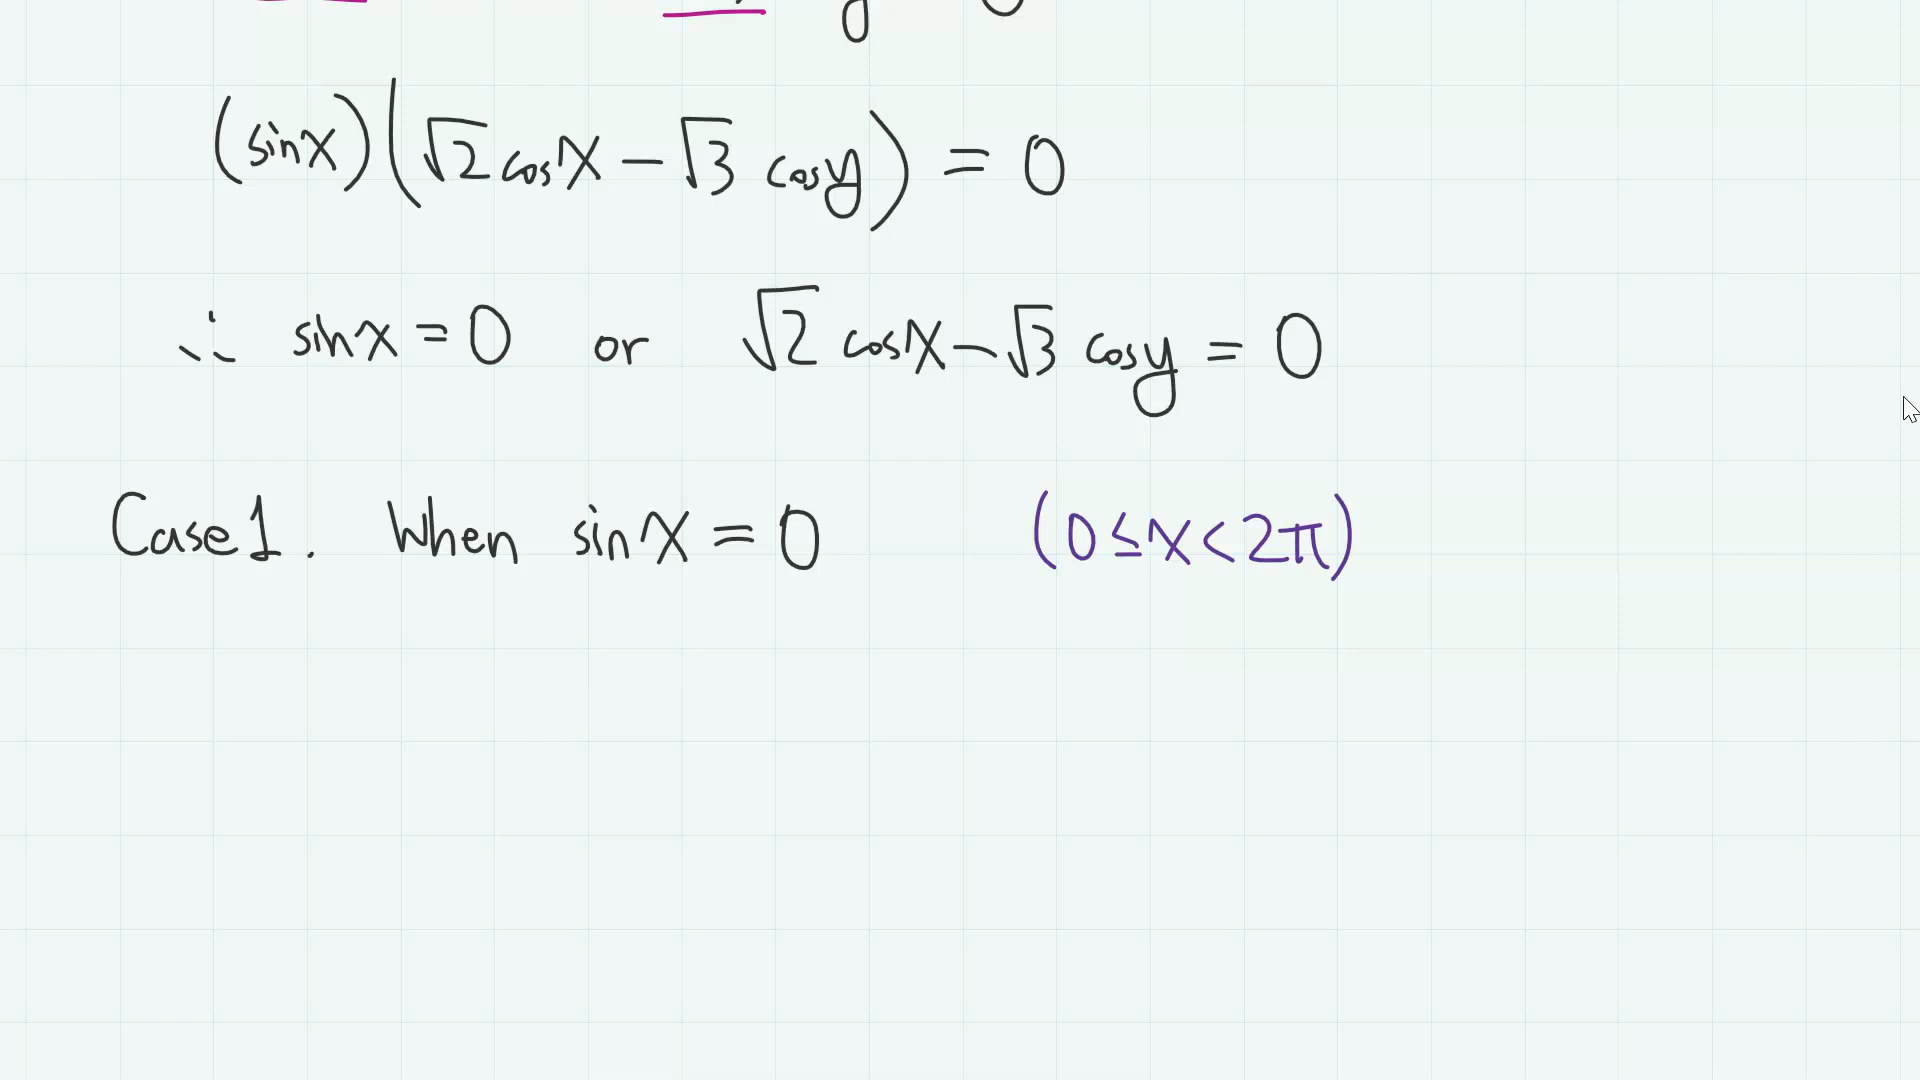 (sinx)(√2 cosx − √3 cosy) = 0
∴ sinx = 0 or √2 cosx − √3 cosy = 0
Case 1. When sinx = 0 (0 ≤ x < 2π)